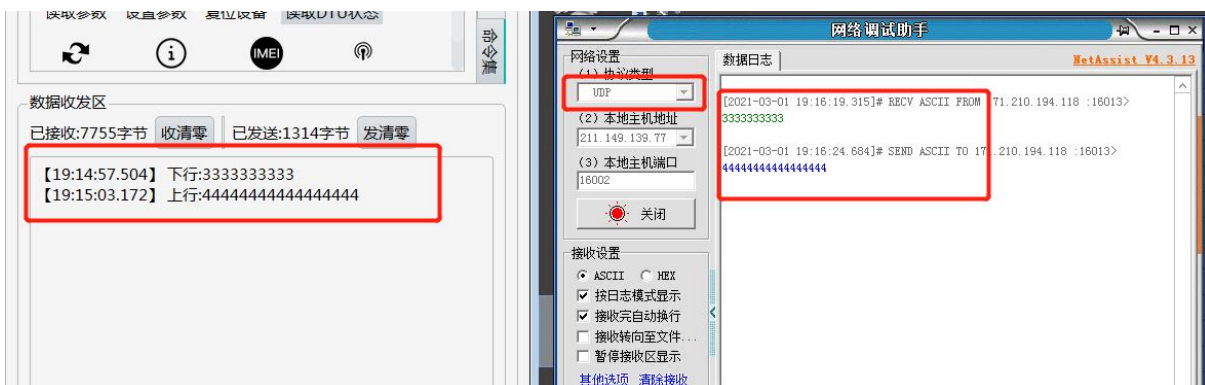 读取参数 设置参数 复位设备 读取DTU状态
IMEI
命令漏
数据收发区
已接收:7755字节 收清零 已发送:1314字节 发清零
【19:14:57.504】下行:3333333333
【19:15:03.172】上行:44444444444444444
网络调试助手
网络设置
(1) 协议类型
UDP
(2) 本地主机地址
211.149.139.77
(3) 本地主机端口
16002
关闭
接收设置
ASCII HEX
按日志模式显示
接收完自动换行
接收转向至文件...
暂停接收区显示
其他选项 清除接收
数据日志
NetAssist V4.3.13
[2021-03-01 19:16:19.315]# RECV ASCII FROM 171.210.194.118 :16013>
3333333333
[2021-03-01 19:16:24.684]# SEND ASCII TO 171.210.194.118 :16013>
44444444444444444